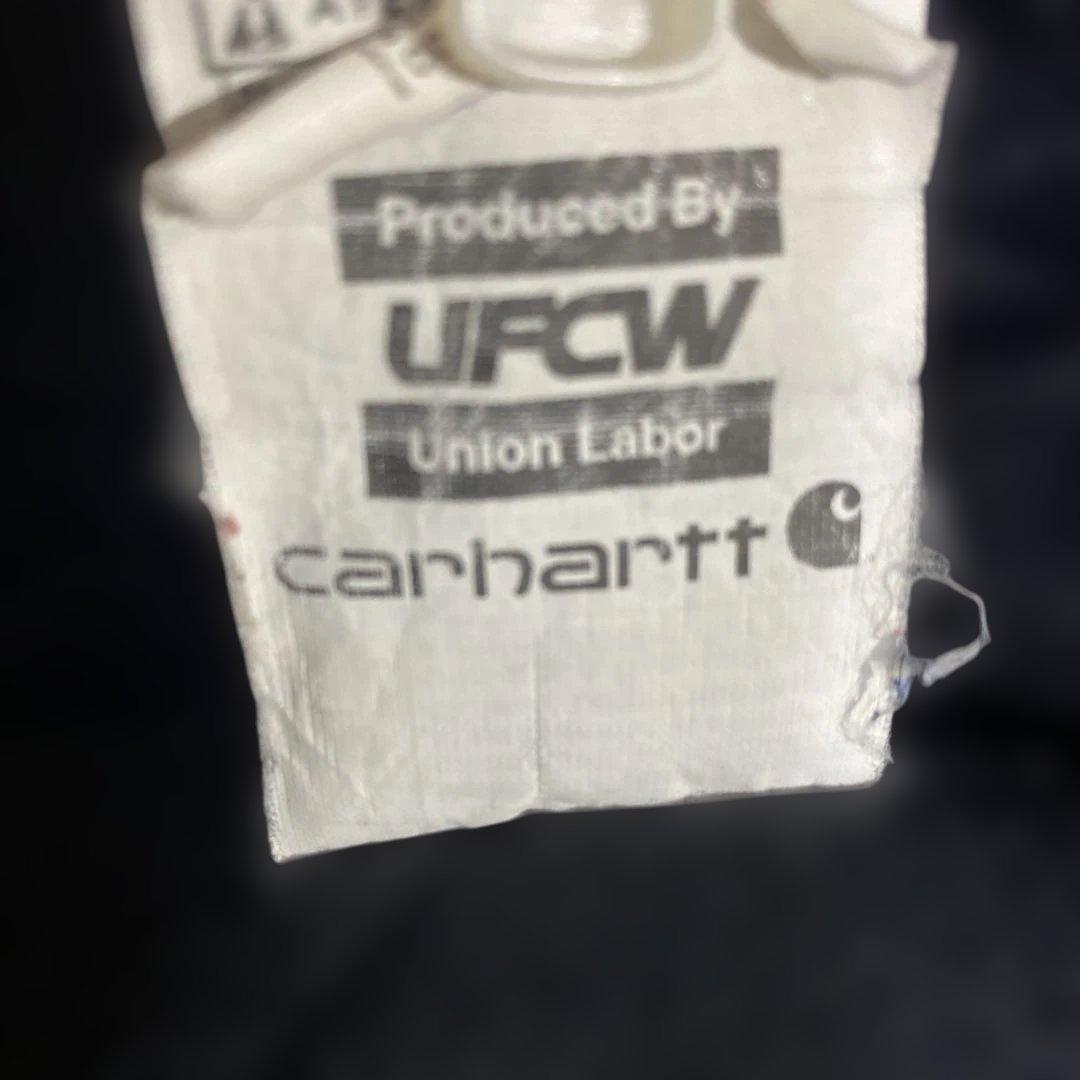 Produced By
UFCW
Union Labor
carhartt